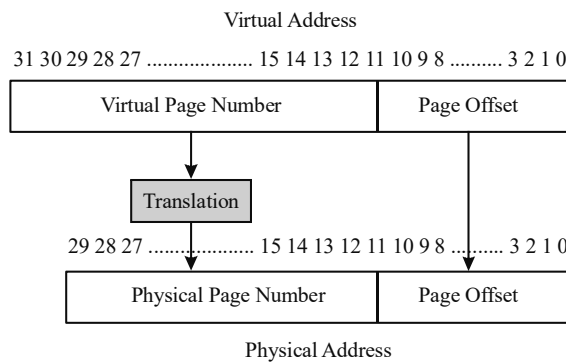 Virtual Address
31 30 29 28 27 .................... 15 14 13 12 11 10 9 8 .......... 3 2 1 0
Virtual Page Number Page Offset
Translation
29 28 27 .................... 15 14 13 12 11 10 9 8 .......... 3 2 1 0
Physical Page Number Page Offset
Physical Address